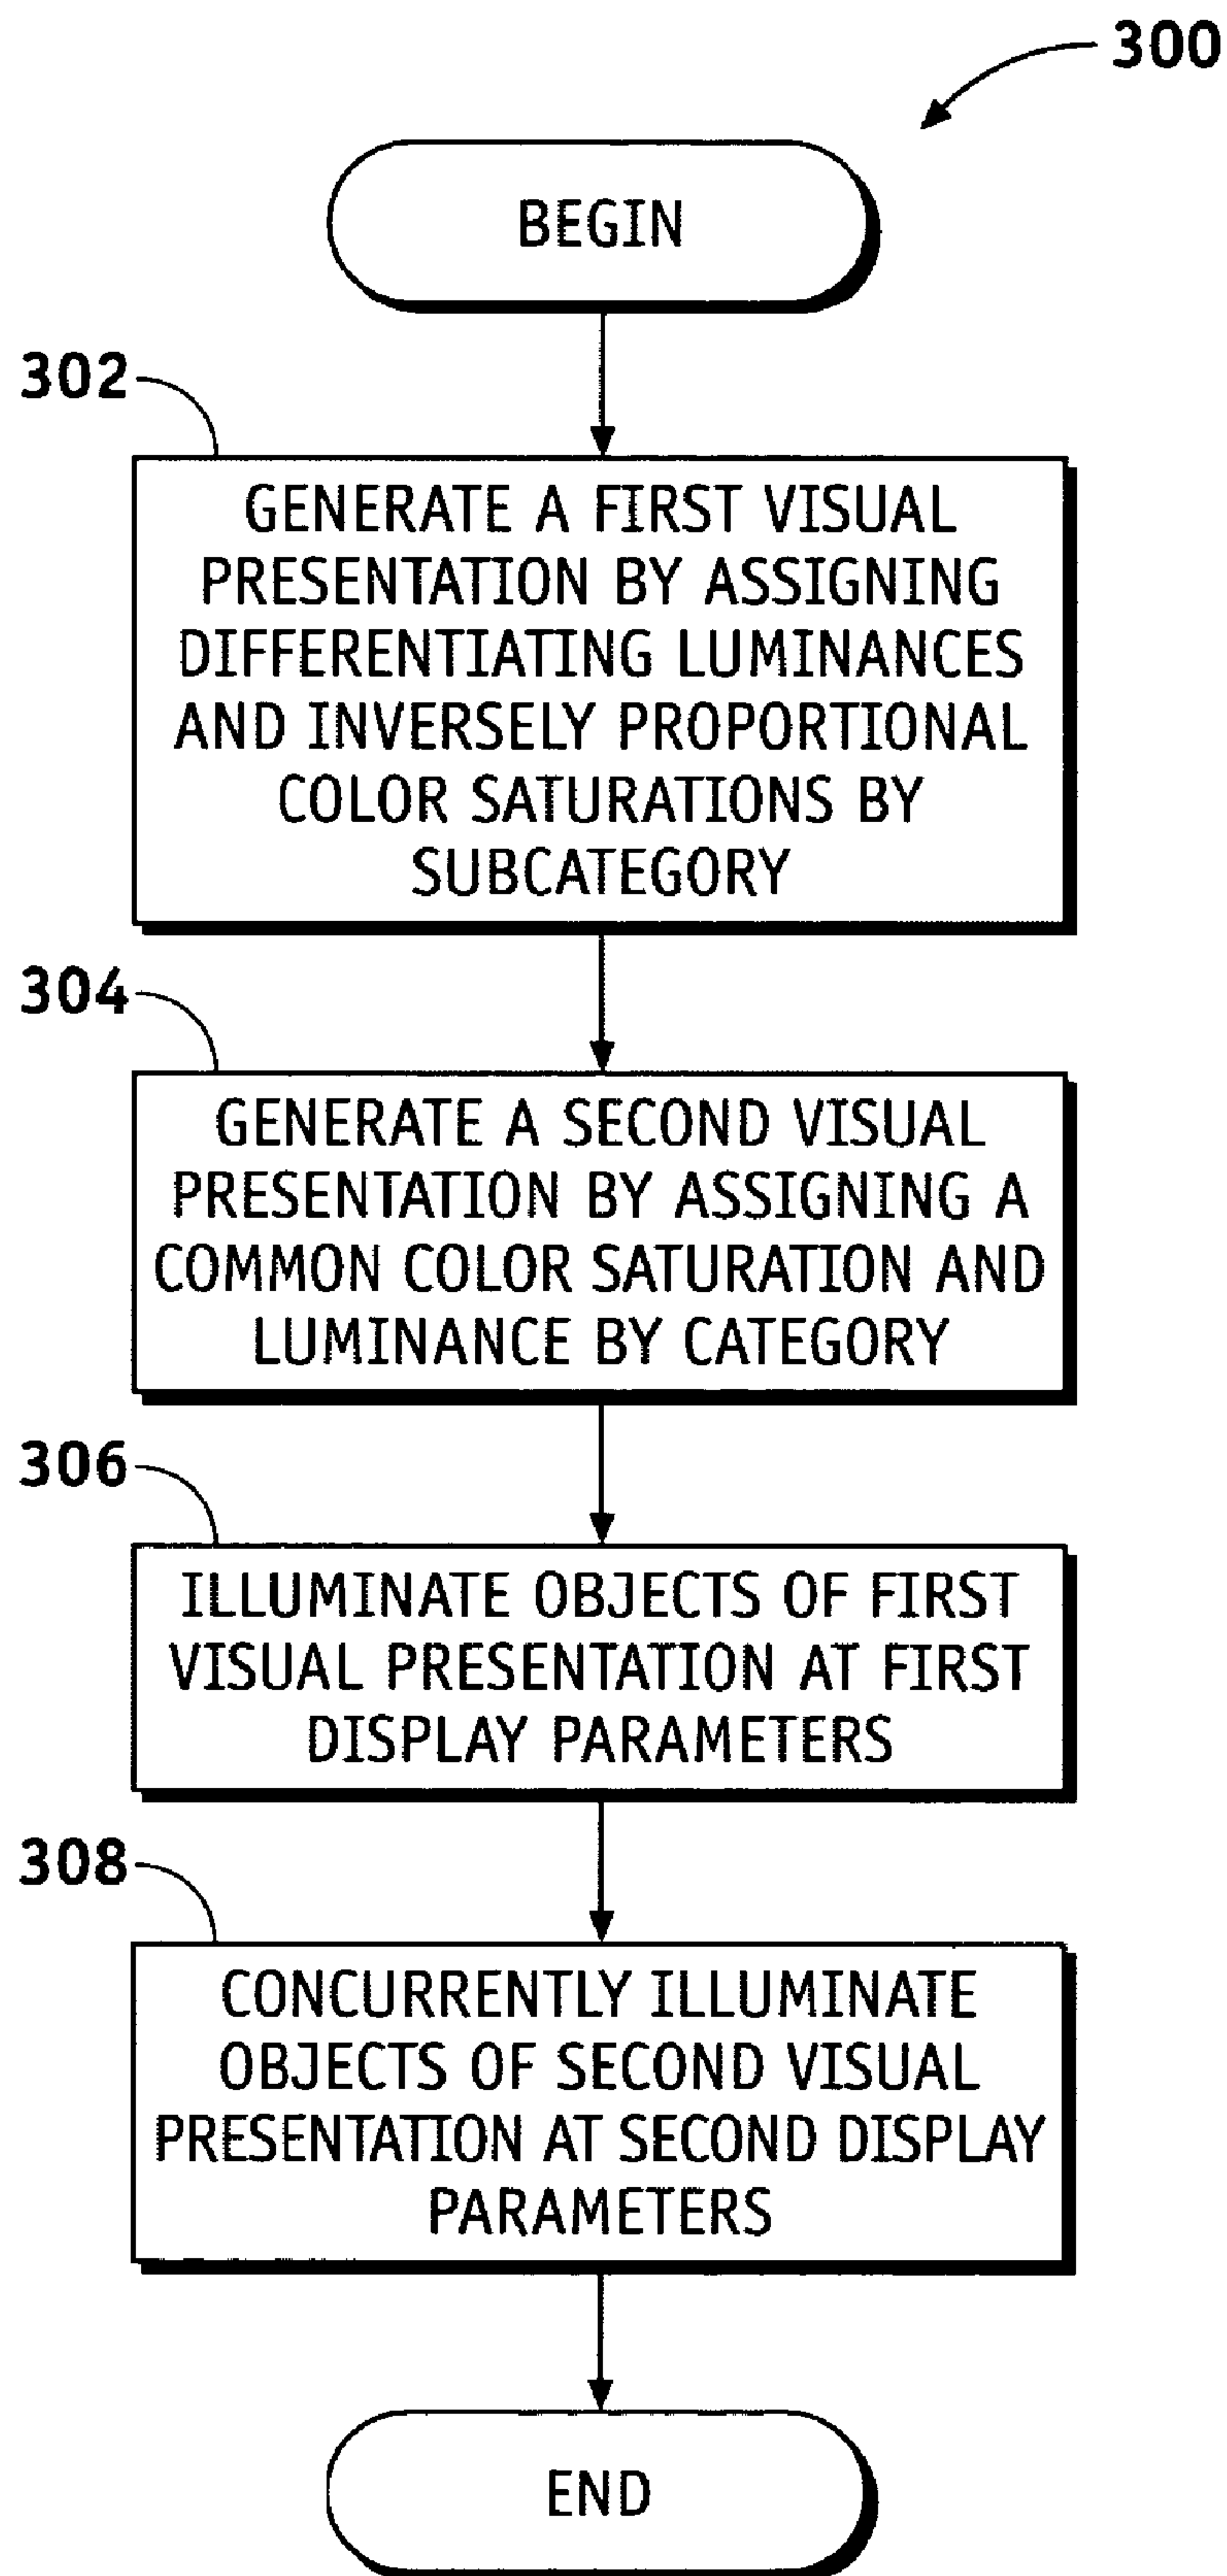 300
BEGIN
302
GENERATE A FIRST VISUAL
PRESENTATION BY ASSIGNING
DIFFERENTIATING LUMINANCES
AND INVERSELY PROPORTIONAL
COLOR SATURATIONS BY
SUBCATEGORY
304
GENERATE A SECOND VISUAL
PRESENTATION BY ASSIGNING A
COMMON COLOR SATURATION AND
LUMINANCE BY CATEGORY
306
ILLUMINATE OBJECTS OF FIRST
VISUAL PRESENTATION AT FIRST
DISPLAY PARAMETERS
308
CONCURRENTLY ILLUMINATE
OBJECTS OF SECOND VISUAL
PRESENTATION AT SECOND DISPLAY
PARAMETERS
END